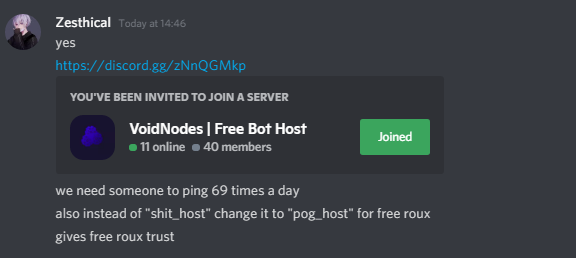 Zesthical Today at 14:46
yes
https://discord.gg/zNnQGMkp
YOU'VE BEEN INVITED TO JOIN A SERVER
VoidNodes | Free Bot Host
11 online 40 members
Joined
we need someone to ping 69 times a day
also instead of "shit_host" change it to "pog_host" for free roux
gives free roux trust